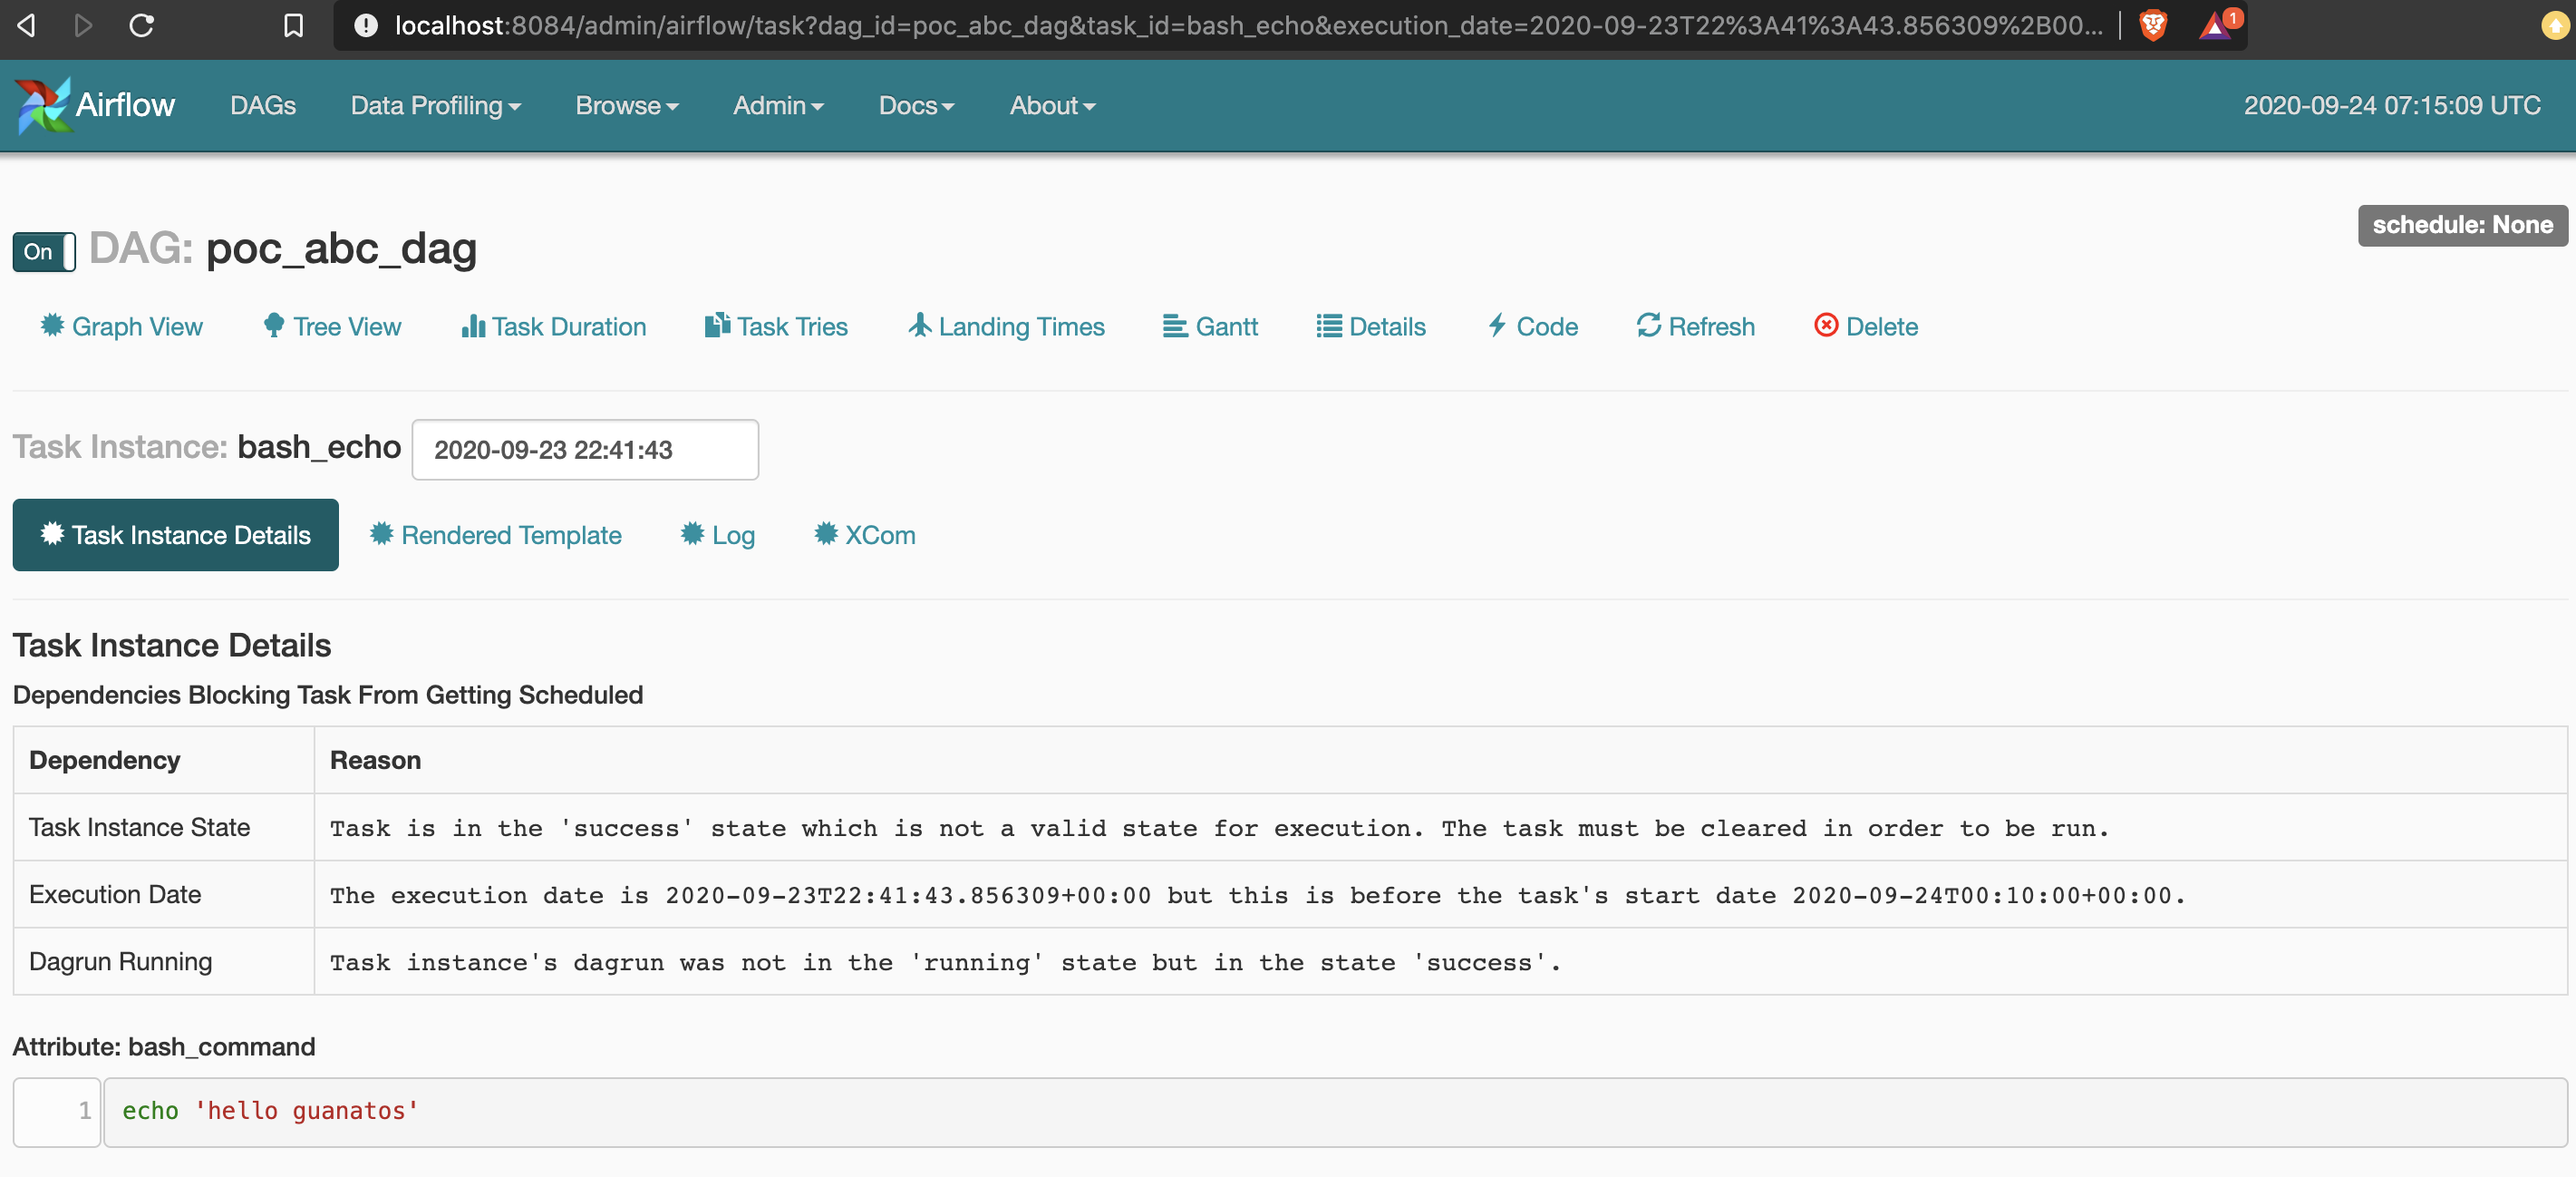 localhost:8084/admin/airflow/task?dag_id=poc_abc_dag&task_id=bash_echo&execution_date=2020-09-23T22%3A41%3A43.856309%2B00... 1
Airflow DAGs Data Profiling Browse Admin Docs About 2020-09-24 07:15:09 UTC
schedule: None
On DAG: poc_abc_dag
Graph View Tree View Task Duration Task Tries Landing Times Gantt Details Code Refresh Delete
Task Instance: bash_echo 2020-09-23 22:41:43
Task Instance Details Rendered Template Log XCom
Task Instance Details
Dependencies Blocking Task From Getting Scheduled
Dependency Reason
Task Instance State Task is in the 'success' state which is not a valid state for execution. The task must be cleared in order to be run.
Execution Date The execution date is 2020-09-23T22:41:43.856309+00:00 but this is before the task's start date 2020-09-24T00:10:00+00:00.
Dagrun Running Task instance's dagrun was not in the 'running' state but in the state 'success'.
Attribute: bash_command
1 echo 'hello guanatos'